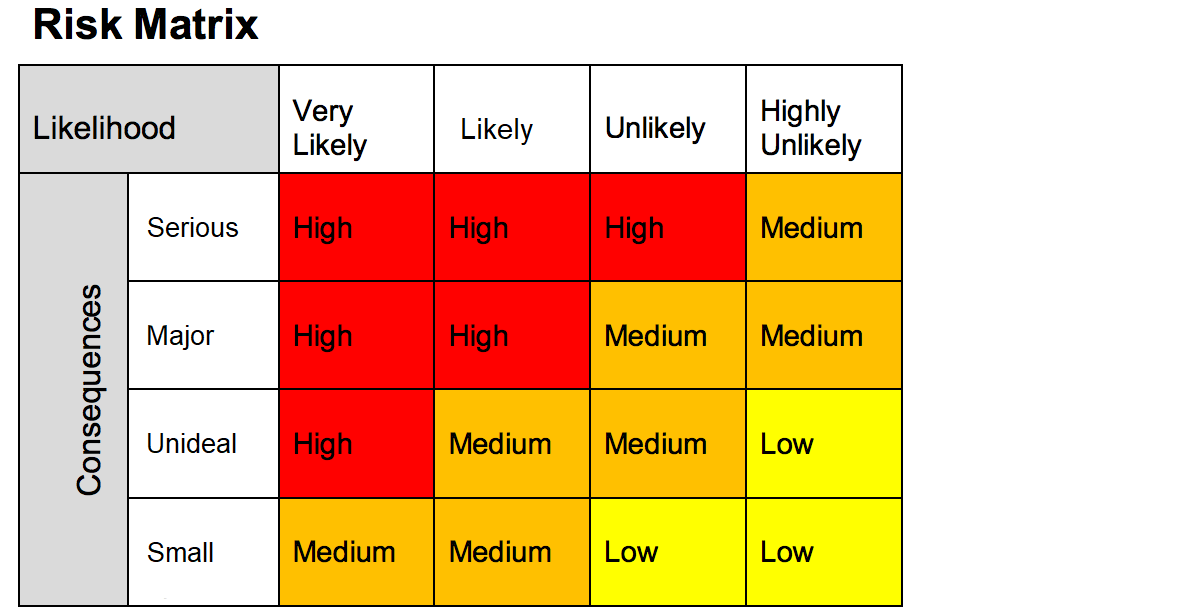 Risk Matrix
Likelihood
Very
Likely
Likely
Unlikely
Highly
Unlikely
Consequences
Serious
High
High
High
Medium
Major
High
High
Medium
Medium
Unideal
High
Medium
Medium
Low
Small
Medium
Medium
Low
Low